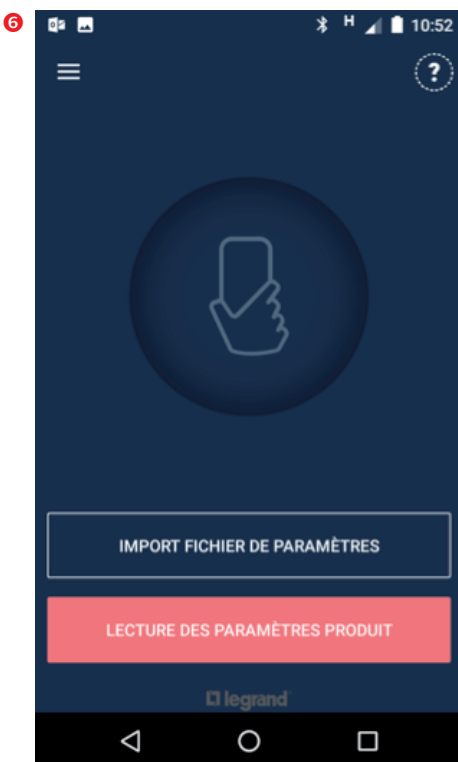 6
H 10:52
?
IMPORT FICHIER DE PARAMÈTRES
LECTURE DES PARAMÈTRES PRODUIT
legrand